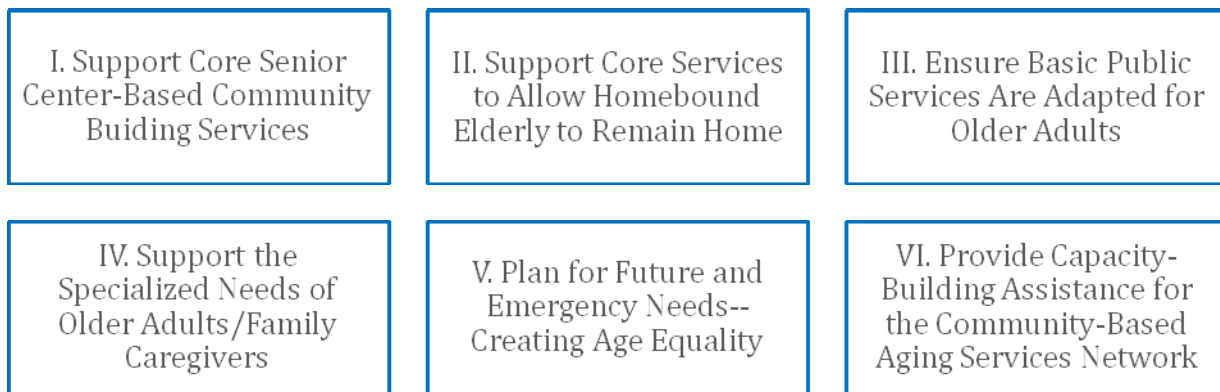 I. Support Core Senior
Center-Based Community
Buiding Services
II. Support Core Services
to Allow Homebound
Elderly to Remain Home
III. Ensure Basic Public
Services Are Adapted for
Older Adults
IV. Support the
Specialized Needs of
Older Adults/Family
Caregivers
V. Plan for Future and
Emergency Needs--
Creating Age Equality
VI. Provide Capacity-
Building Assistance for
the Community-Based
Aging Services Network